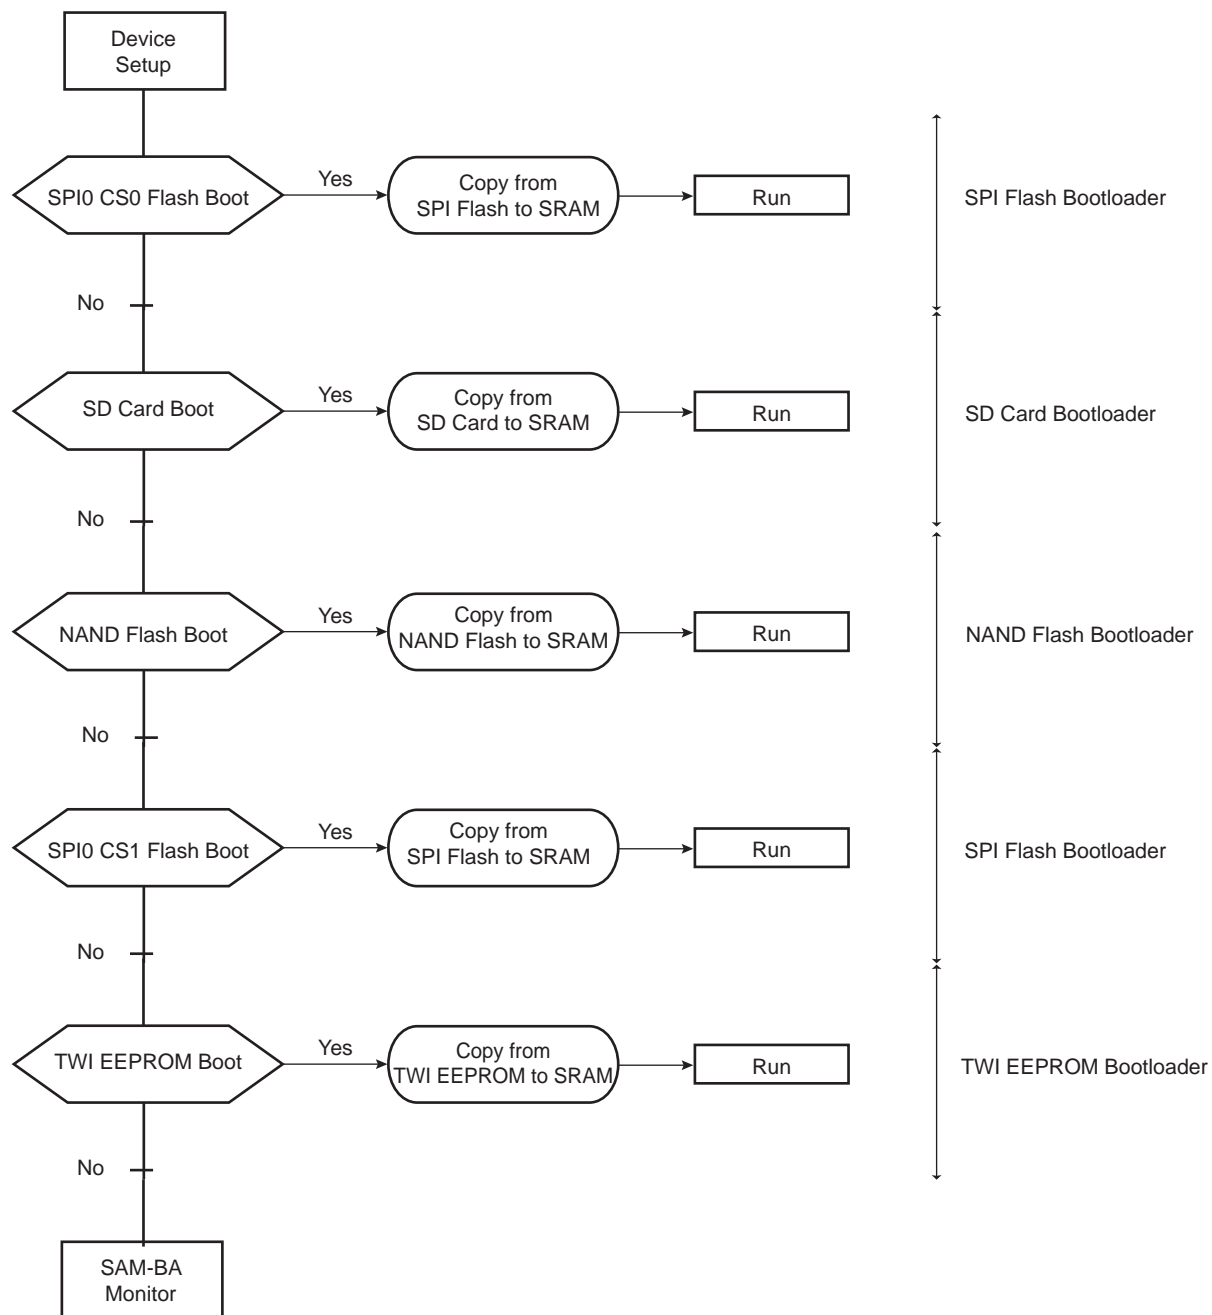 Device
Setup
SPI0 CS0 Flash Boot
Yes
Copy from
SPI Flash to SRAM
Run
SPI Flash Bootloader
No
SD Card Boot
Yes
Copy from
SD Card to SRAM
Run
SD Card Bootloader
No
NAND Flash Boot
Yes
Copy from
NAND Flash to SRAM
Run
NAND Flash Bootloader
No
SPI0 CS1 Flash Boot
Yes
Copy from
SPI Flash to SRAM
Run
SPI Flash Bootloader
No
TWI EEPROM Boot
Yes
Copy from
TWI EEPROM to SRAM
Run
TWI EEPROM Bootloader
No
SAM-BA
Monitor